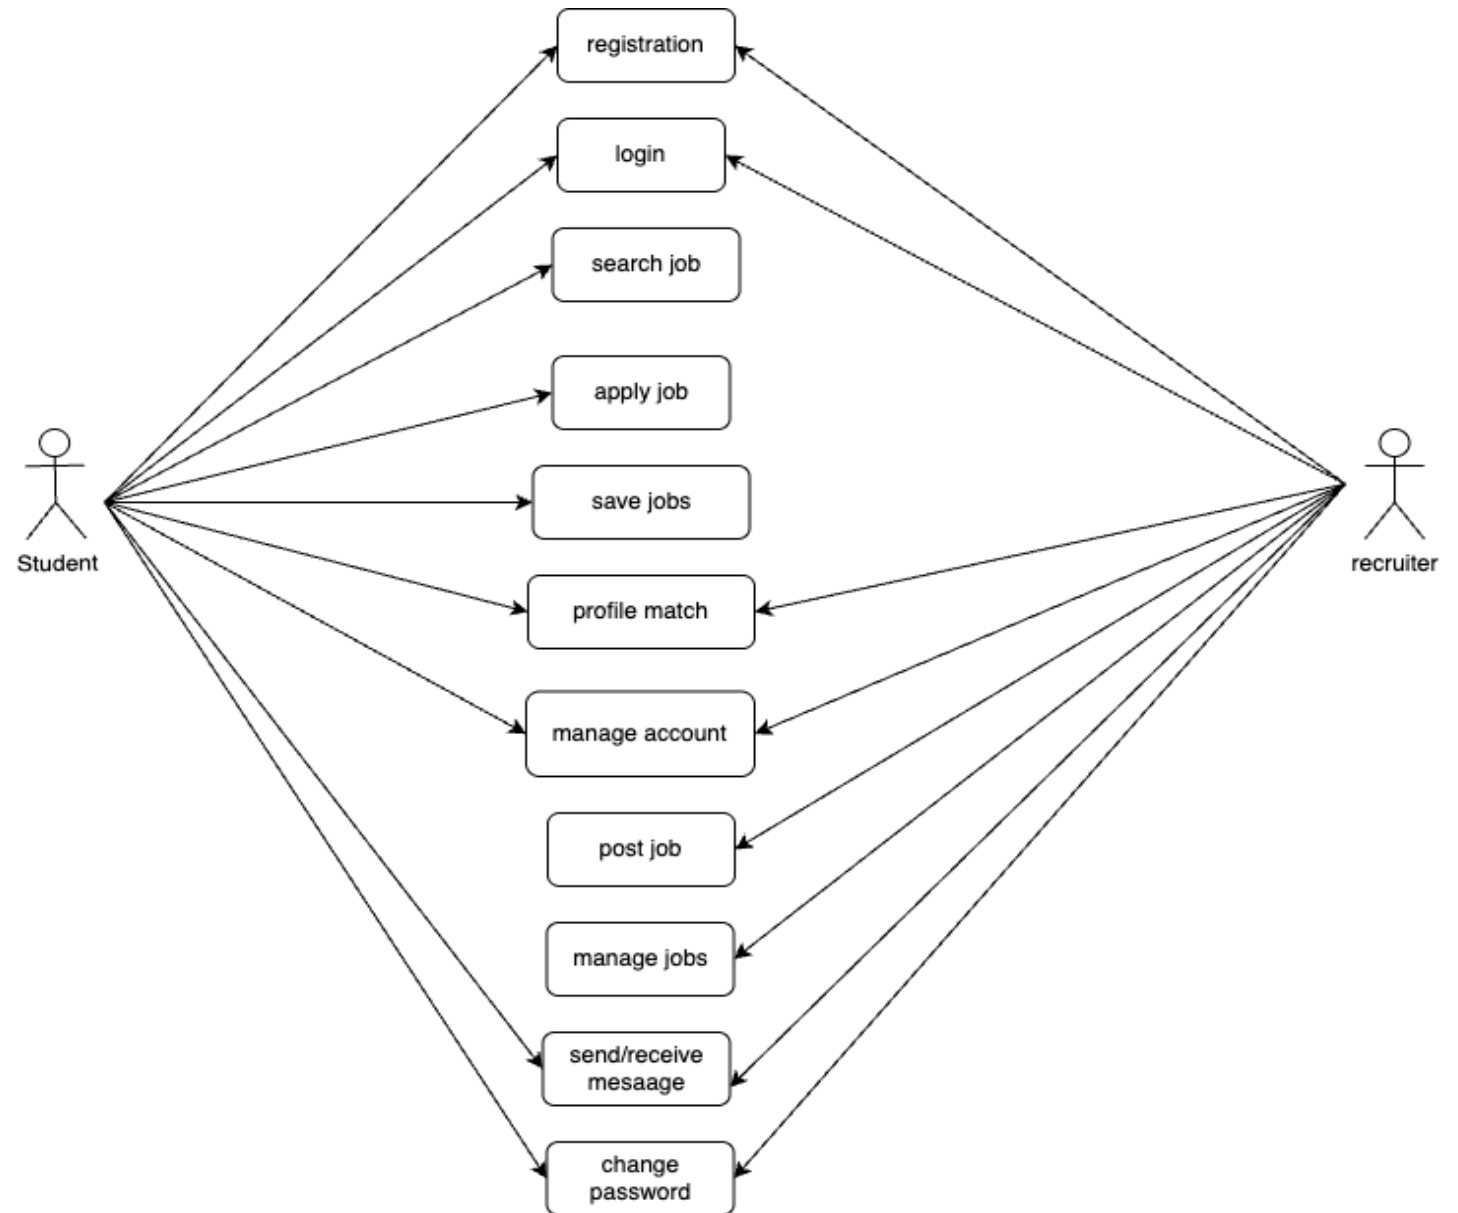 registration
login
search job
apply job
save jobs
Student
recruiter
profile match
manage account
post job
manage jobs
send/receive
mesaage
change
password